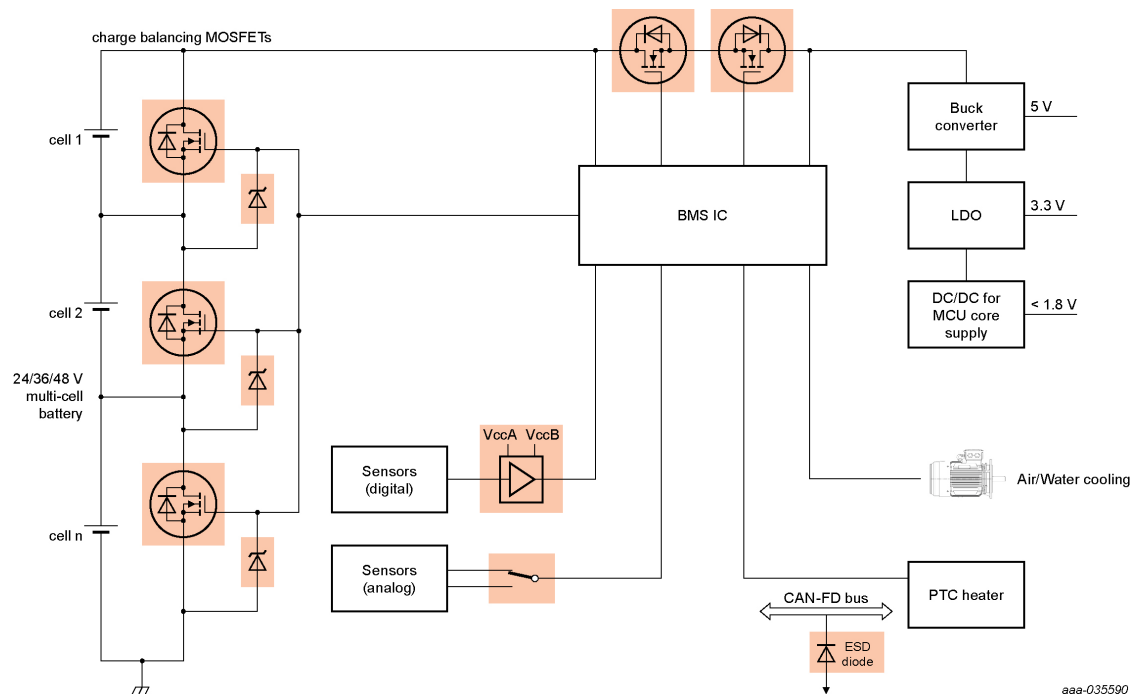 charge balancing MOSFETs
cell 1
cell 2
24/36/48 V
multi-cell
battery
cell n
BMS IC
Buck
converter
5 V
LDO
3.3 V
DC/DC for
MCU core
supply
< 1.8 V
VccA VccB
Sensors
(digital)
Sensors
(analog)
Air/Water cooling
PTC heater
CAN-FD bus
ESD
diode
aaa-035590